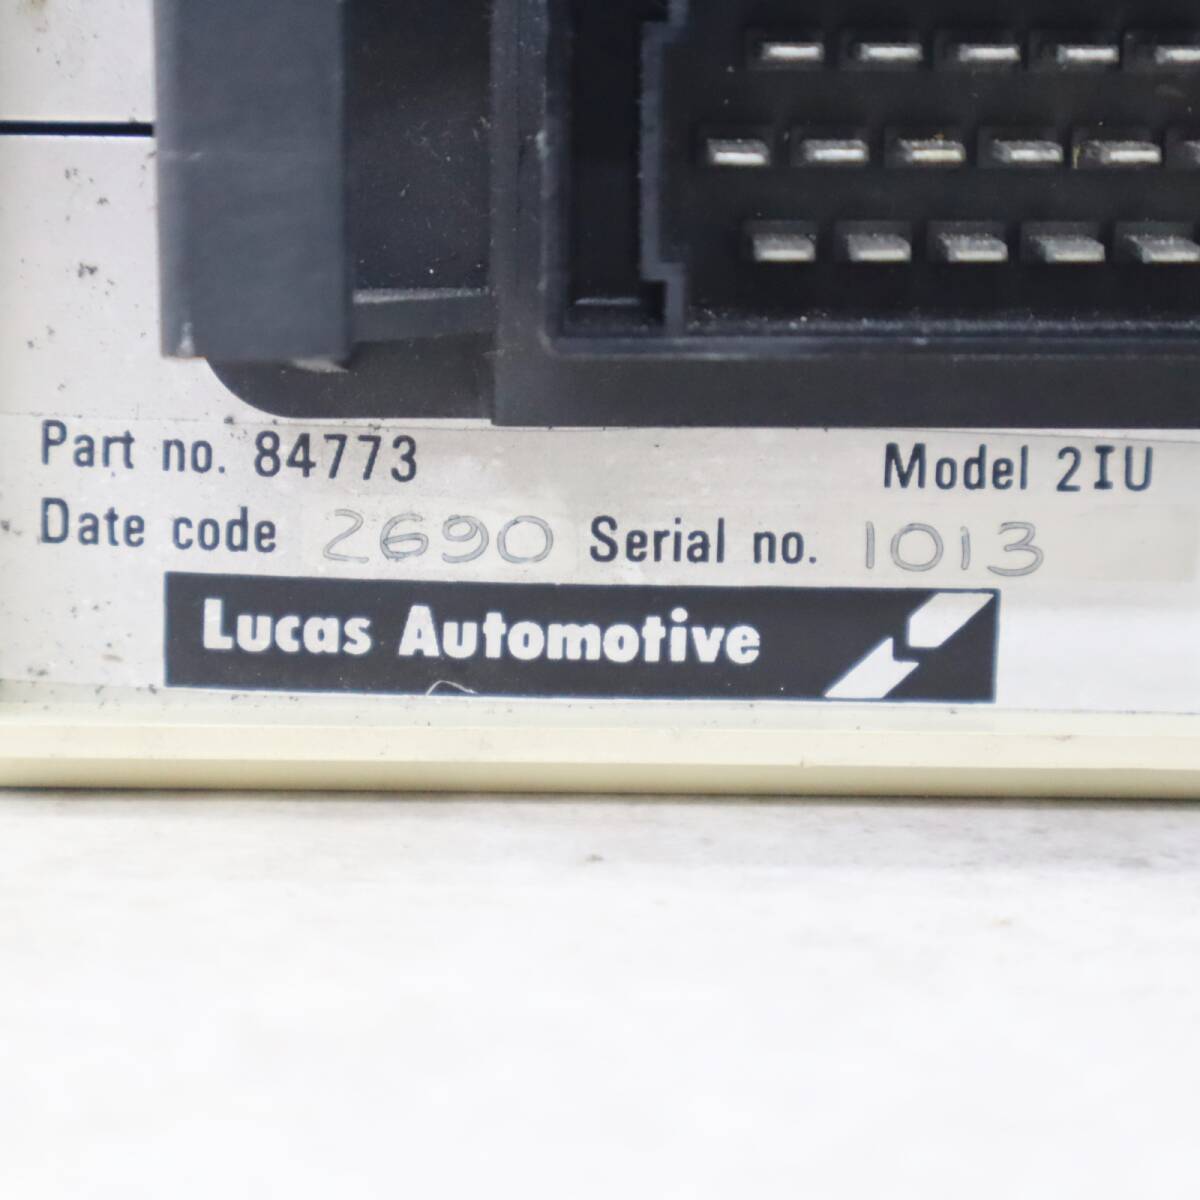 Part no. 84773 Model 2IU
Date code 2690 Serial no. 1013
Lucas Automotive